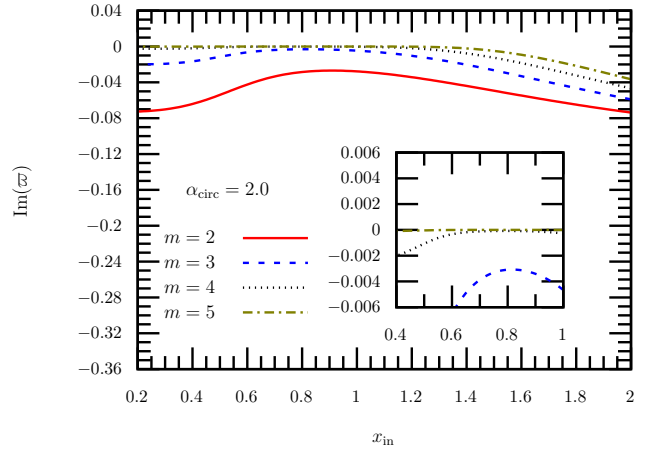 0.04
0
−0.04
−0.08
−0.12
−0.16
−0.2
−0.24
−0.28
−0.32
−0.36
Im(ϖ)
α_circ = 2.0
m = 2
m = 3
m = 4
m = 5
0.006
0.004
0.002
0
−0.002
−0.004
−0.006
0.4 0.6 0.8 1
0.2 0.4 0.6 0.8 1 1.2 1.4 1.6 1.8 2
x_in